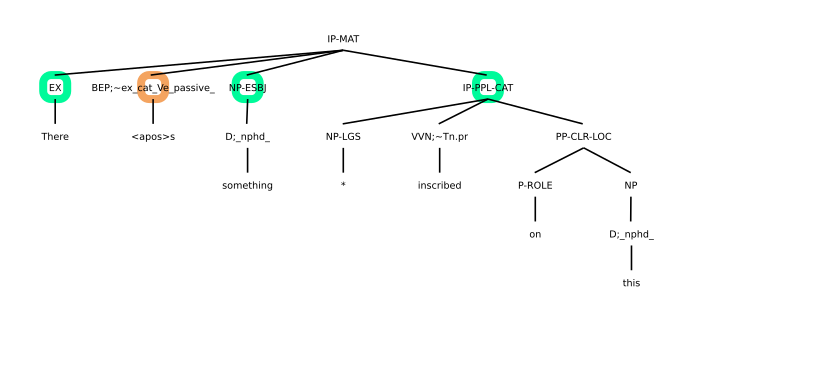 IP-MAT
EX BEP;~ex_cat_Ve_passive_ NP-ESBJ IP-PPL-CAT
There <apos>s D;_nphd_ NP-LGS VVN;~Tn.pr PP-CLR-LOC
something * inscribed P-ROLE NP
on D;_nphd_
this